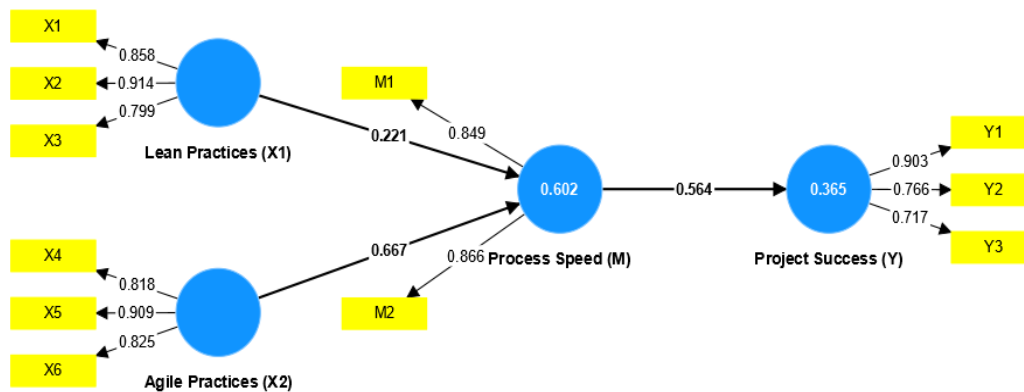 X1
0.858
X2
0.914
0.799
X3
Lean Practices (X1)
M1
0.849
0.221
0.602
0.564
0.365
Y1
0.903
Y2
0.766
0.717
Y3
X4
0.818
X5
0.909
0.825
X6
Agile Practices (X2)
0.667
0.866
Process Speed (M)
M2
Project Success (Y)